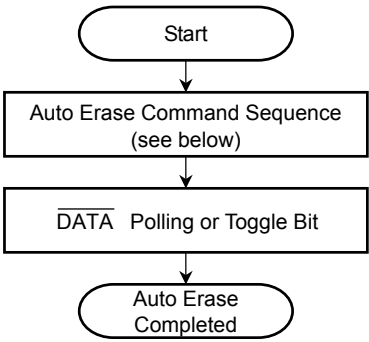 Start
Auto Erase Command Sequence
(see below)
DATA Polling or Toggle Bit
Auto Erase
Completed